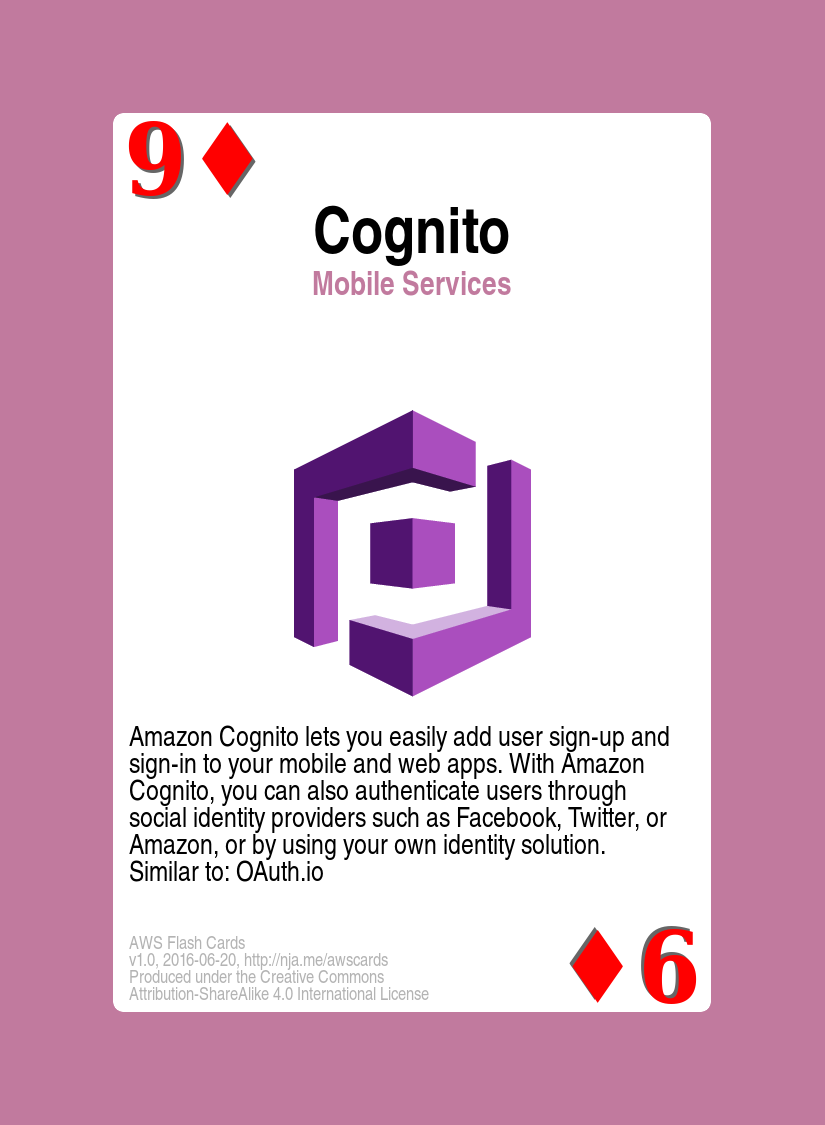 9
Cognito
Mobile Services
Amazon Cognito lets you easily add user sign-up and
sign-in to your mobile and web apps. With Amazon
Cognito, you can also authenticate users through
social identity providers such as Facebook, Twitter, or
Amazon, or by using your own identity solution.
Similar to: OAuth.io
AWS Flash Cards
v1.0, 2016-06-20, http://nja.me/awscards
Produced under the Creative Commons
Attribution-ShareAlike 4.0 International License
9